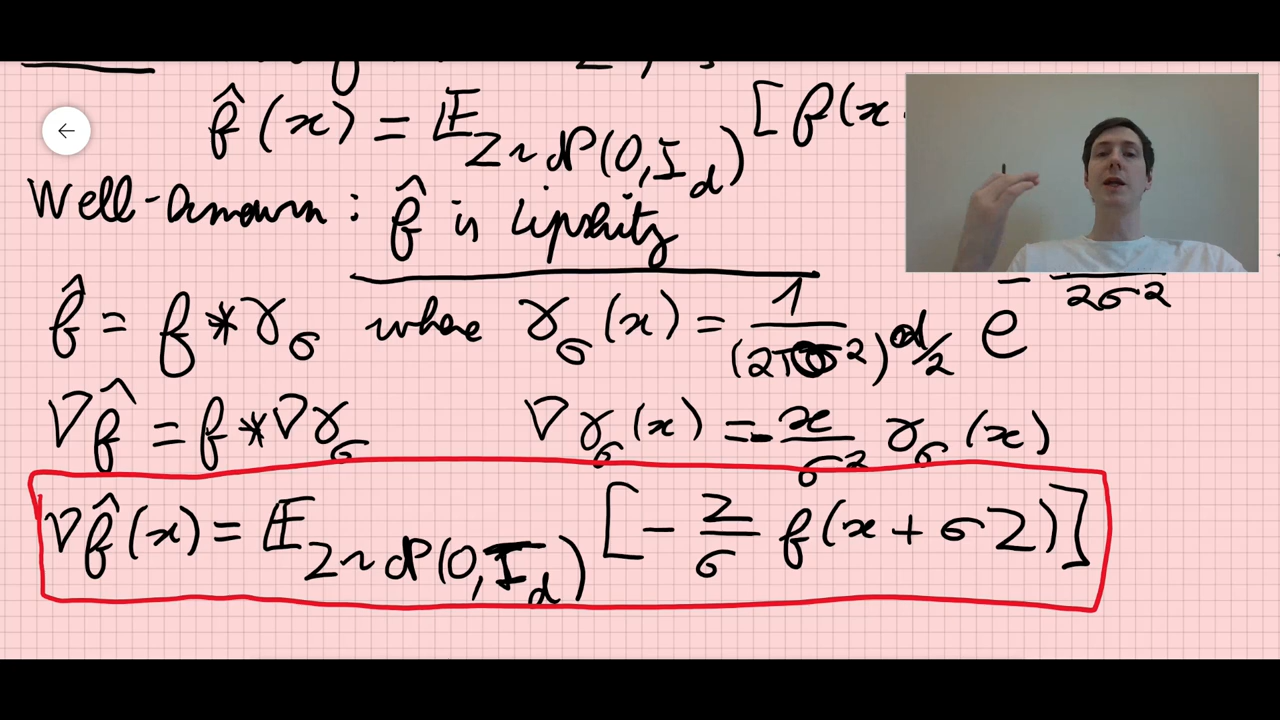 f̂(x) = E_{Z∼N(0,I_d)} [f(x
Well-known: f̂ is Lipshitz
2σ²
f̂ = f * γ_σ where γ_σ(x) = 1/(2πσ²)^{d/2} e^-
∇f̂ = f * ∇γ_σ ∇γ_σ(x) = -x/σ² γ_σ(x)
∇f̂(x) = E_{Z∼N(0,I_d)} [-Z/σ f(x+σZ)]